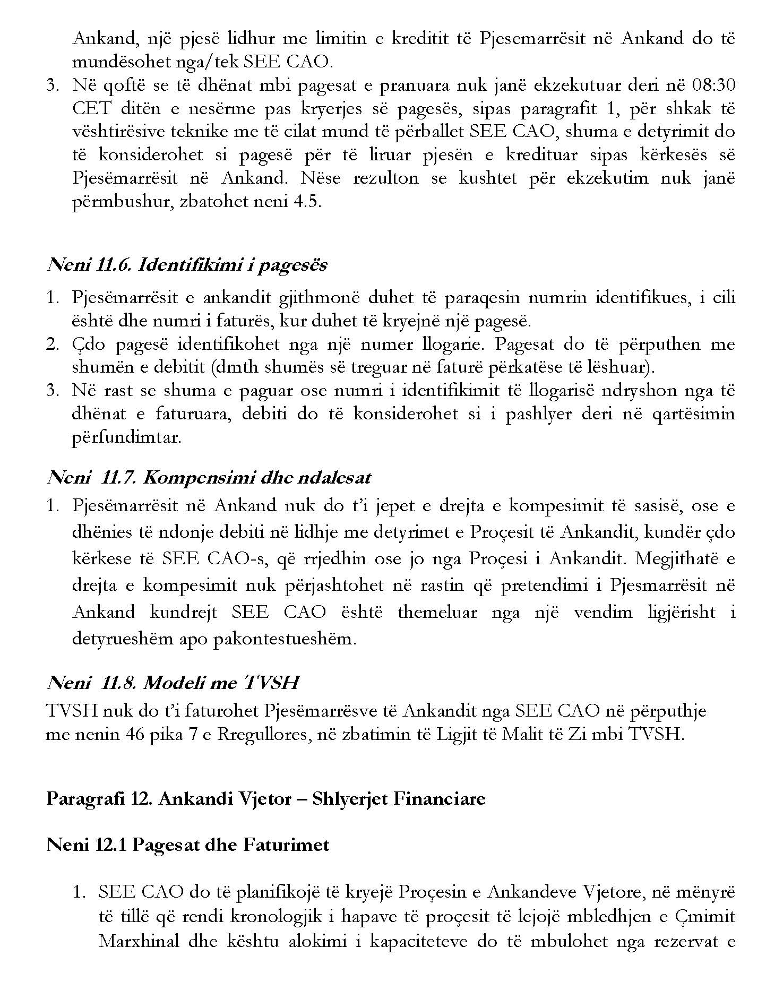 Ankand, një pjesë lidhur me limitin e kreditit të Pjesemarrësit në Ankand do të
mundësohet nga/tek SEE CAO.
3. Në qoftë se të dhënat mbi pagesat e pranuara nuk janë ekzekutuar deri në 08:30
CET ditën e nesërme pas kryerjes së pagesës, sipas paragrafit 1, për shkak të
vështirësive teknike me të cilat mund të përballet SEE CAO, shuma e detyrimit do
të konsiderohet si pagesë për të liruar pjesën e kredituar sipas kërkesës së
Pjesëmarrësit në Ankand. Nëse rezulton se kushtet për ekzekutim nuk janë
përmbushur, zbatohet neni 4.5.
Neni 11.6. Identifikimi i pagesës
1. Pjesëmarrësit e ankandit gjithmonë duhet të paraqesin numrin identifikues, i cili
është dhe numri i faturës, kur duhet të kryejnë një pagesë.
2. Çdo pagesë identifikohet nga një numer llogarie. Pagesat do të përputhen me
shumën e debitit (dmth shumës së treguar në faturë përkatëse të lëshuar).
3. Në rast se shuma e paguar ose numri i identifikimit të llogarisë ndryshon nga të
dhënat e faturuara, debiti do të konsiderohet si i pashlyer deri në qartësimin
përfundimtar.
Neni 11.7. Kompensimi dhe ndalesat
1. Pjesëmarrësit në Ankand nuk do t’i jepet e drejta e kompesimit të sasisë, ose e
dhënies të ndonje debiti në lidhje me detyrimet e Proçesit të Ankandit, kundër çdo
kërkese të SEE CAO-s, që rrjedhin ose jo nga Proçesi i Ankandit. Megjithatë e
drejta e kompesimit nuk përjashtohet në rastin që pretendimi i Pjesmarrësit në
Ankand kundrejt SEE CAO është themeluar nga një vendim ligjërisht i
detyrueshëm apo pakontestueshëm.
Neni 11.8. Modeli me TVSH
TVSH nuk do t’i faturohet Pjesëmarrësve të Ankandit nga SEE CAO në përputhje
me nenin 46 pika 7 e Rregullores, në zbatimin të Ligjit të Malit të Zi mbi TVSH.
Paragrafi 12. Ankandi Vjetor – Shlyerjet Financiare
Neni 12.1 Pagesat dhe Faturimet
1. SEE CAO do të planifikojë të kryejë Proçesin e Ankandeve Vjetore, në mënyrë
të tillë që rendi kronologjik i hapave të proçesit të lejojë mbledhjen e Çmimit
Marxhinal dhe kështu alokimi i kapaciteteve do të mbulohet nga rezervat e